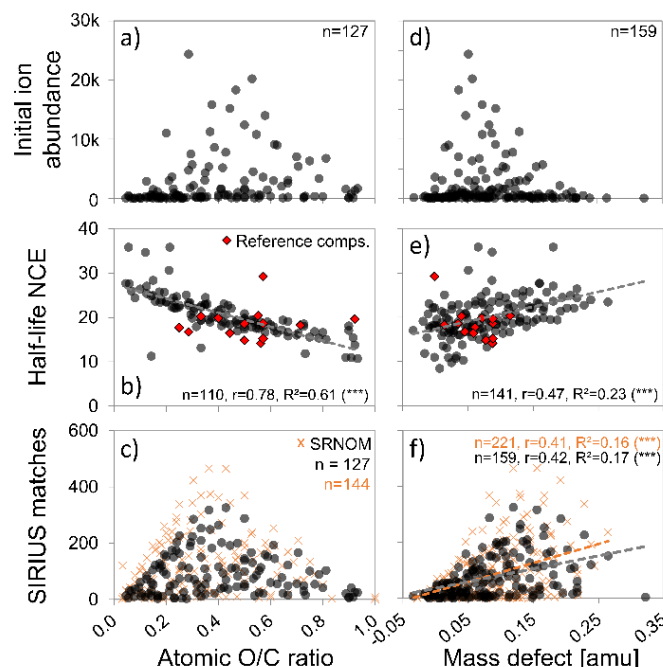 a)
n=127
d)
n=159
Initial ion
abundance
30k
20k
10k
0
b)
Reference comps.
n=110, r=0.78, R²=0.61 (***)
e)
n=141, r=0.47, R²=0.23 (***)
Half-life NCE
40
30
20
10
0
c)
SRNOM
n = 127
n=144
f)
n=221, r=0.41, R²=0.16 (***)
n=159, r=0.42, R²=0.17 (***)
SIRIUS matches
600
400
200
0
0.0 0.2 0.4 0.6 0.8 1.0
-0.05 0.05 0.15 0.25 0.35
Atomic O/C ratio
Mass defect [amu]